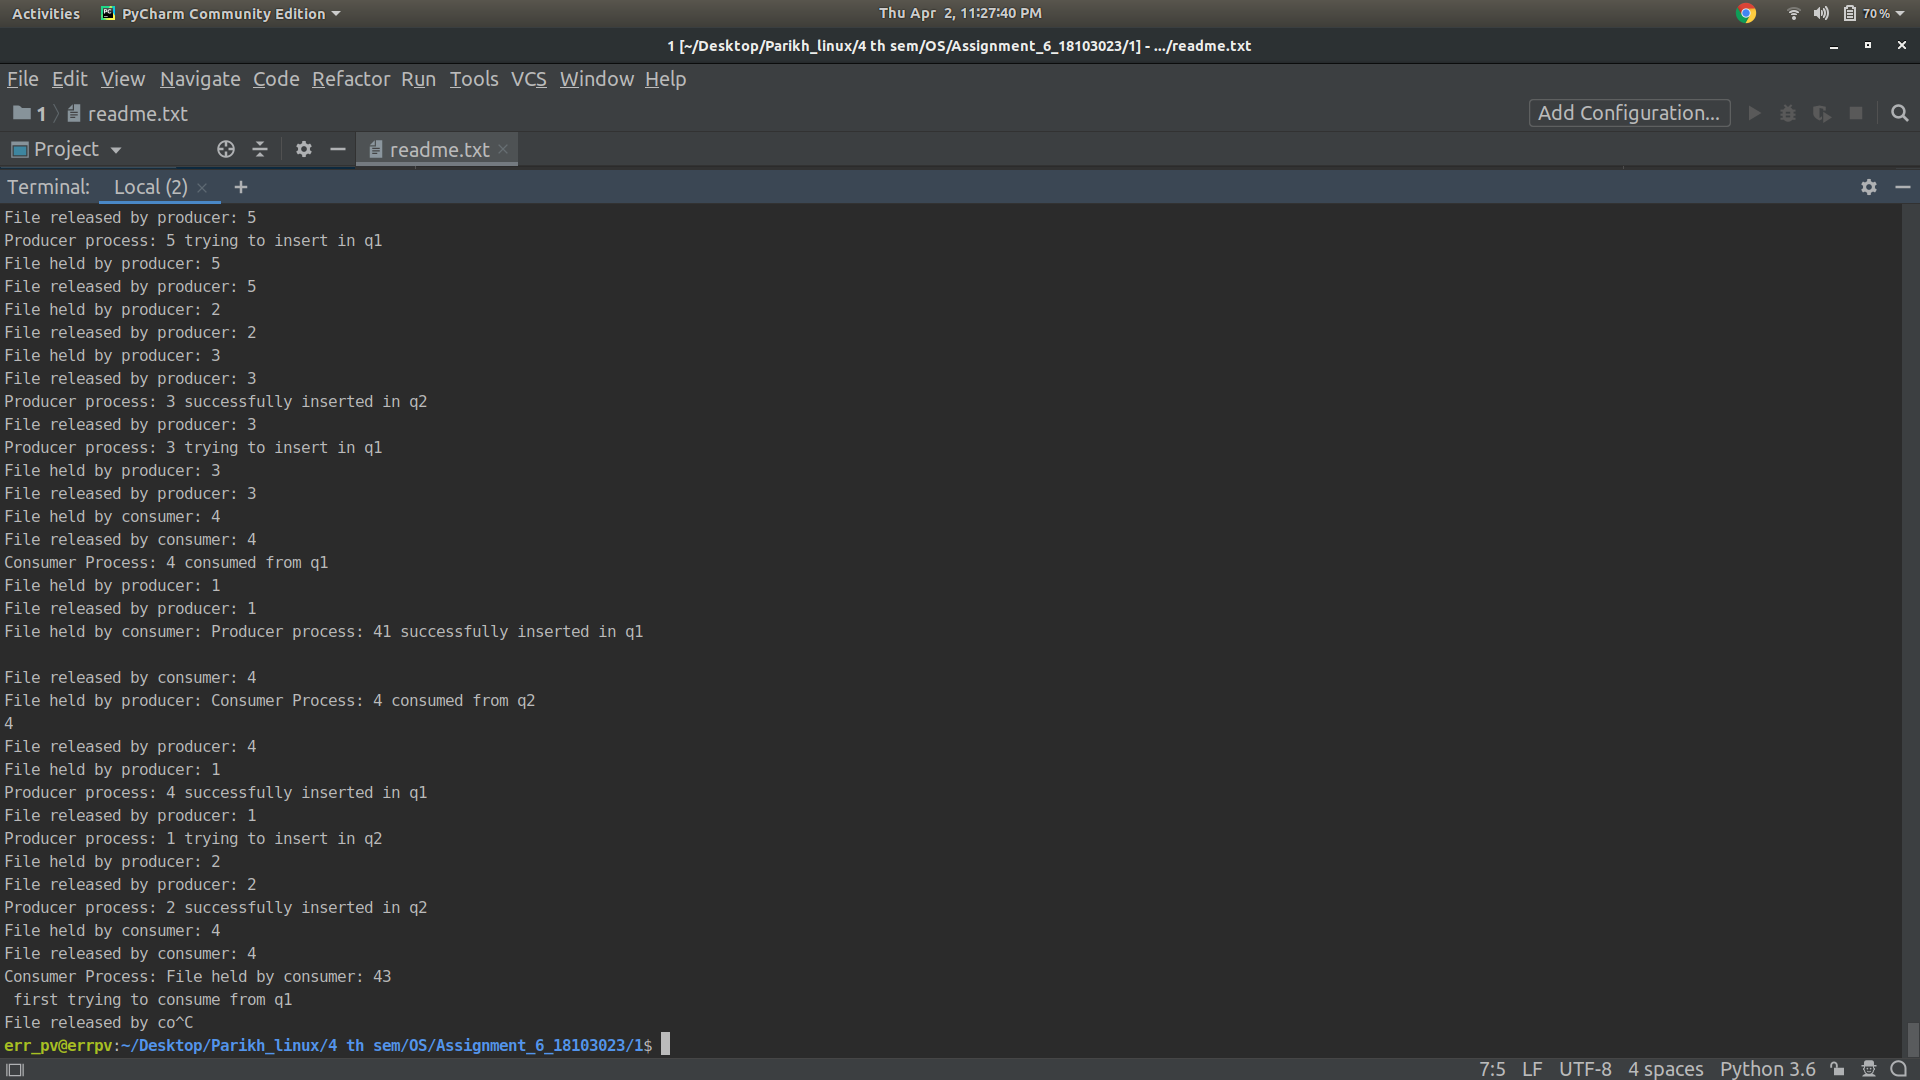 Activities PyCharm Community Edition Thu Apr 2, 11:27:40 PM 70 %
1 [~/Desktop/Parikh_linux/4 th sem/OS/Assignment_6_18103023/1] - .../readme.txt
File Edit View Navigate Code Refactor Run Tools VCS Window Help
1 readme.txt Add Configuration...
Project readme.txt
Terminal: Local (2) +
File released by producer: 5
Producer process: 5 trying to insert in q1
File held by producer: 5
File released by producer: 5
File held by producer: 2
File released by producer: 2
File held by producer: 3
File released by producer: 3
Producer process: 3 successfully inserted in q2
File released by producer: 3
Producer process: 3 trying to insert in q1
File held by producer: 3
File released by producer: 3
File held by consumer: 4
File released by consumer: 4
Consumer Process: 4 consumed from q1
File held by producer: 1
File released by producer: 1
File held by consumer: Producer process: 41 successfully inserted in q1
File released by consumer: 4
File held by producer: Consumer Process: 4 consumed from q2
4
File released by producer: 4
File held by producer: 1
Producer process: 4 successfully inserted in q1
File released by producer: 1
Producer process: 1 trying to insert in q2
File held by producer: 2
File released by producer: 2
Producer process: 2 successfully inserted in q2
File held by consumer: 4
File released by consumer: 4
Consumer Process: File held by consumer: 43
first trying to consume from q1
File released by co^C
err_pv@errpv:~/Desktop/Parikh_linux/4 th sem/OS/Assignment_6_18103023/1$
7:5 LF UTF-8 4 spaces Python 3.6